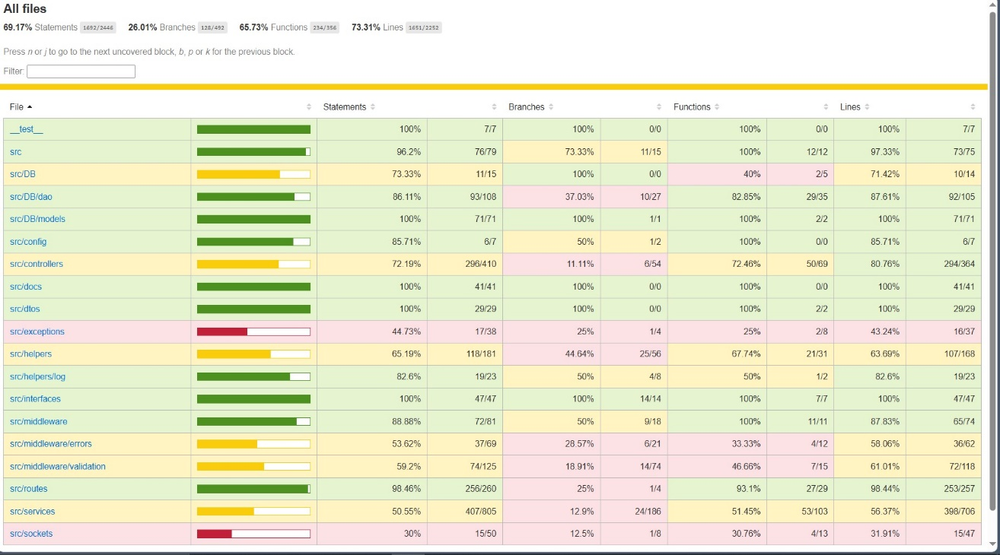 All files
69.17% Statements 1692/2446 26.01% Branches 128/492 65.73% Functions 234/356 73.31% Lines 1651/2252
Press n or j to go to the next uncovered block, b, p or k for the previous block.
Filter:
File Statements Branches Functions Lines
__test__ 100% 7/7 100% 0/0 100% 0/0 100% 7/7
src 96.2% 76/79 73.33% 11/15 100% 12/12 97.33% 73/75
src/DB 73.33% 11/15 100% 0/0 40% 2/5 71.42% 10/14
src/DB/dao 86.11% 93/108 37.03% 10/27 82.85% 29/35 87.61% 92/105
src/DB/models 100% 71/71 100% 1/1 100% 2/2 100% 71/71
src/config 85.71% 6/7 50% 1/2 100% 0/0 85.71% 6/7
src/controllers 72.19% 296/410 11.11% 6/54 72.46% 50/69 80.76% 294/364
src/docs 100% 41/41 100% 0/0 100% 0/0 100% 41/41
src/dtos 100% 29/29 100% 0/0 100% 2/2 100% 29/29
src/exceptions 44.73% 17/38 25% 1/4 25% 2/8 43.24% 16/37
src/helpers 65.19% 118/181 44.64% 25/56 67.74% 21/31 63.69% 107/168
src/helpers/log 82.6% 19/23 50% 4/8 50% 1/2 82.6% 19/23
src/interfaces 100% 47/47 100% 14/14 100% 7/7 100% 47/47
src/middleware 88.88% 72/81 50% 9/18 100% 11/11 87.83% 65/74
src/middleware/errors 53.62% 37/69 28.57% 6/21 33.33% 4/12 58.06% 36/62
src/middleware/validation 59.2% 74/125 18.91% 14/74 46.66% 7/15 61.01% 72/118
src/routes 98.46% 256/260 25% 1/4 93.1% 27/29 98.44% 253/257
src/services 50.55% 407/805 12.9% 24/186 51.45% 53/103 56.37% 398/706
src/sockets 30% 15/50 12.5% 1/8 30.76% 4/13 31.91% 15/47